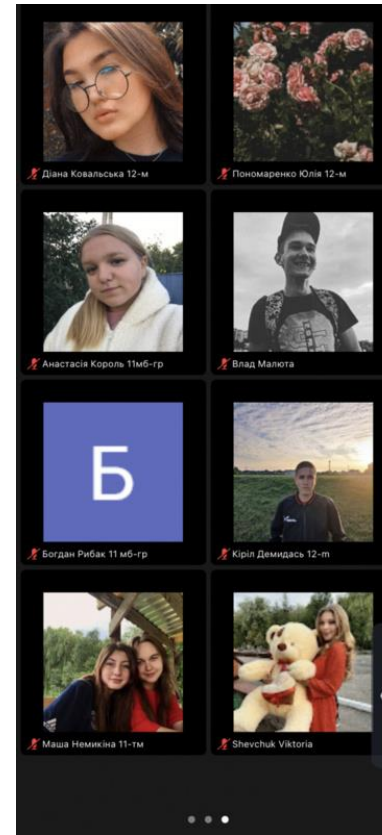 Діана Ковальська 12-м
Пономаренко Юлія 12-м
Анастасія Король 11мб-гр
Влад Малюта
Б
Богдан Рибак 11 мб-гр
Кіріл Демидась 12-m
Маша Немикіна 11-тм
Shevchuk Viktoria